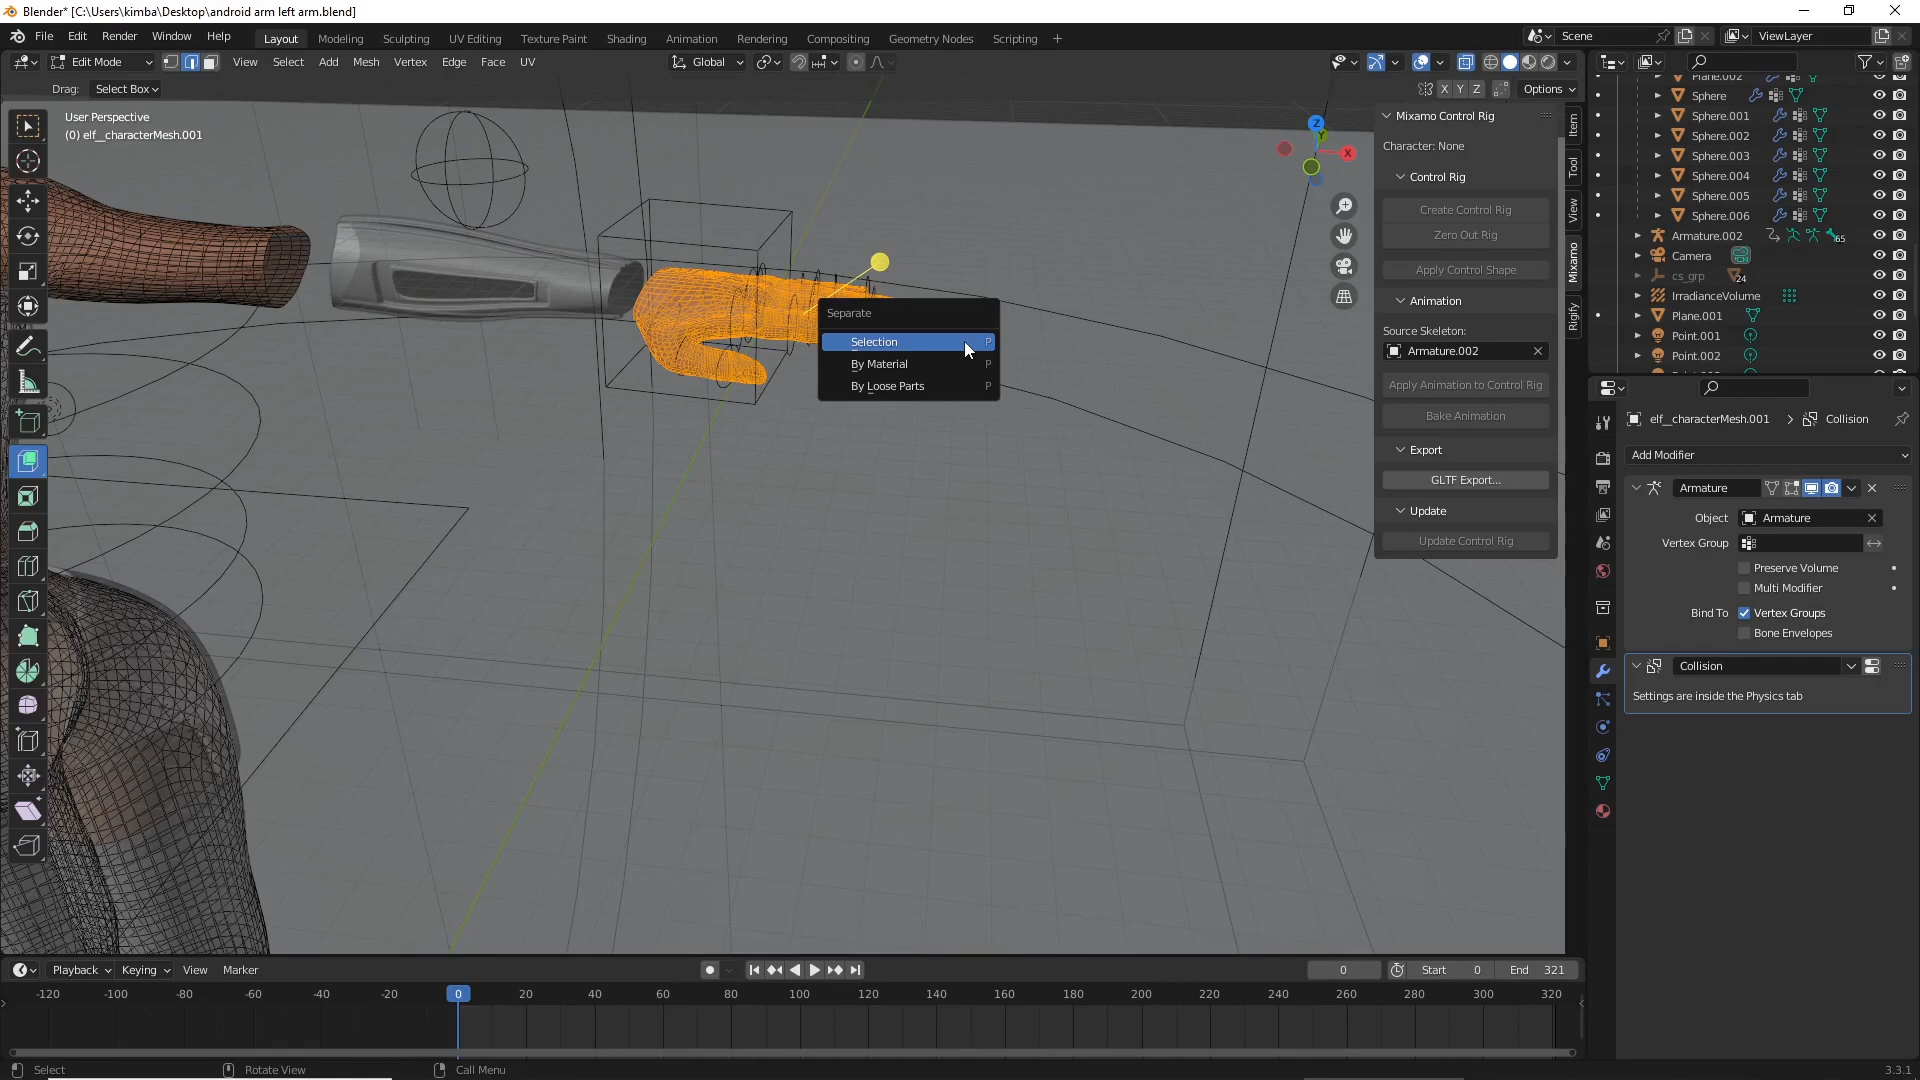 Blender* [C:\Users\kimba\Desktop\android arm left arm.blend]
File Edit Render Window Help
Layout Modeling Sculpting UV Editing Texture Paint Shading Animation Rendering Compositing Geometry Nodes Scripting +
Scene
ViewLayer
Edit Mode
View Select Add Mesh Vertex Edge Face UV
Global
Drag: Select Box
X Y Z
Options
User Perspective
(0) elf__characterMesh.001
Z
Y
X
Separate
Selection P
By Material P
By Loose Parts P
Mixamo Control Rig
Character: None
Control Rig
Create Control Rig
Zero Out Rig
Apply Control Shape
Animation
Source Skeleton:
Armature.002
Apply Animation to Control Rig
Bake Animation
Export
GLTF Export...
Update
Update Control Rig
Item
Tool
View
Mixamo
Rigify
Plane.002
Sphere
Sphere.001
Sphere.002
Sphere.003
Sphere.004
Sphere.005
Sphere.006
Armature.002 65
Camera
cs_grp 24
IrradianceVolume
Plane.001
Point.001
Point.002
elf__characterMesh.001 > Collision
Add Modifier
Armature
Object Armature
Vertex Group
Preserve Volume
Multi Modifier
Bind To Vertex Groups
Bone Envelopes
Collision
Settings are inside the Physics tab
Playback Keying View Marker
0 Start 0 End 321
-120 -100 -80 -60 -40 -20 0 20 40 60 80 100 120 140 160 180 200 220 240 260 280 300 320
Select Rotate View Call Menu
3.3.1